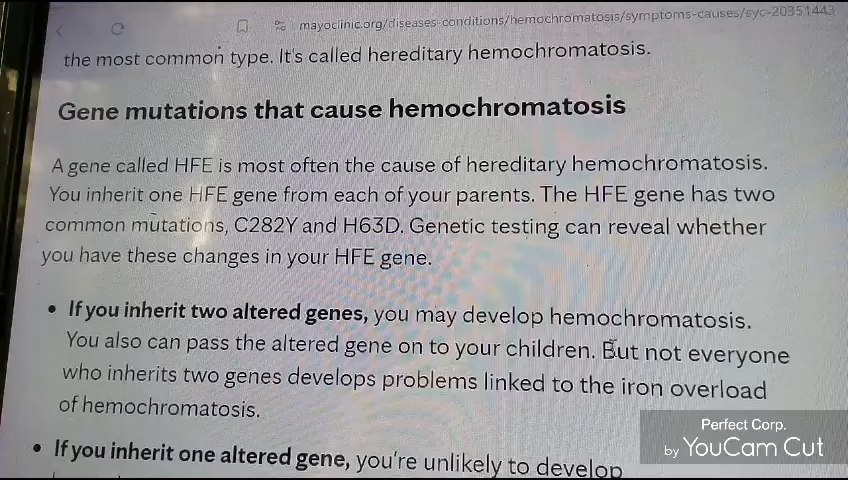 mayoclinic.org/diseases-conditions/hemochromatosis/symptoms-causes/syc-20351443
the most common type. It's called hereditary hemochromatosis.
Gene mutations that cause hemochromatosis
A gene called HFE is most often the cause of hereditary hemochromatosis.
You inherit one HFE gene from each of your parents. The HFE gene has two
common mutations, C282Y and H63D. Genetic testing can reveal whether
you have these changes in your HFE gene.
• If you inherit two altered genes, you may develop hemochromatosis.
You also can pass the altered gene on to your children. But not everyone
who inherits two genes develops problems linked to the iron overload
of hemochromatosis.
• If you inherit one altered gene, you're unlikely to develop
Perfect Corp.
by YouCam Cut